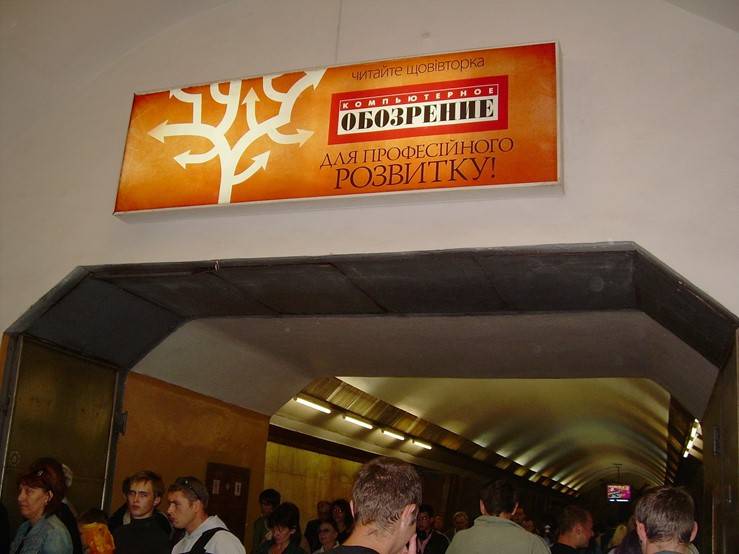 читайте щовівторка
КОМПЬЮТЕРНОЕ
ОБОЗРЕНИЕ
ДЛЯ ПРОФЕСІЙНОГО
РОЗВИТКУ!